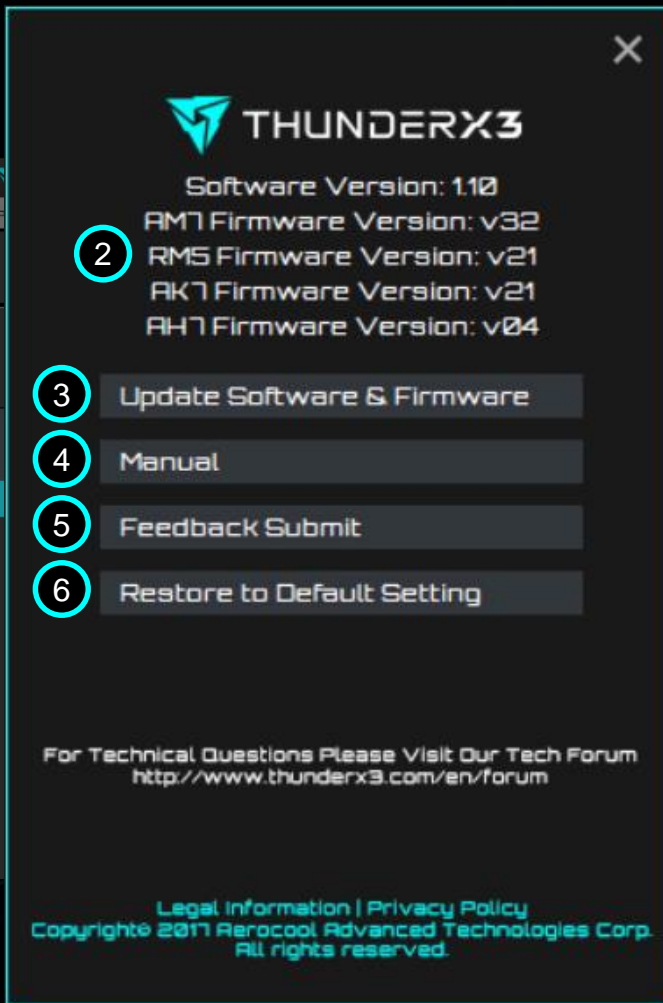 THUNDERX3
Software Version: 1.10
AM7 Firmware Version: v32
2
RM5 Firmware Version: v21
AK7 Firmware Version: v21
AH7 Firmware Version: v04
3
Update Software & Firmware
4
Manual
5
Feedback Submit
6
Restore to Default Setting
For Technical Questions Please Visit Our Tech Forum
http://www.thunderx3.com/en/forum
Legal Information | Privacy Policy
Copyright© 2017 Aerocool Advanced Technologies Corp.
All rights reserved.